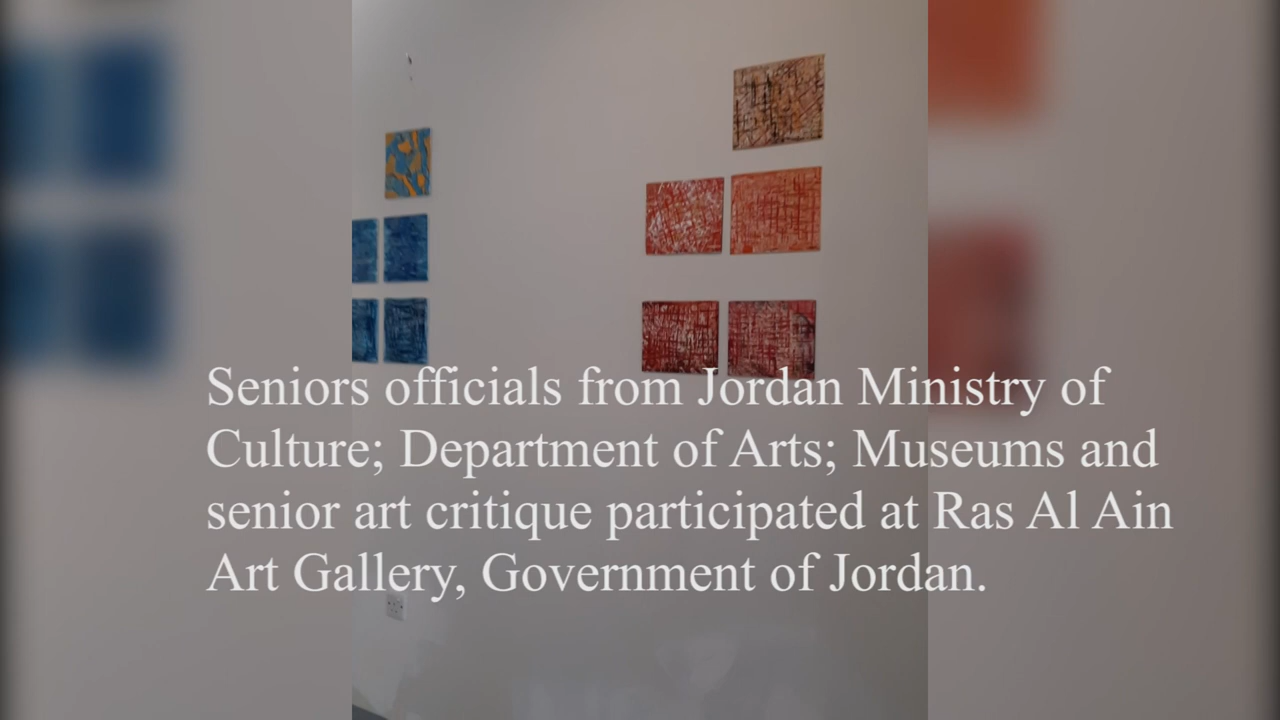 Seniors officials from Jordan Ministry of
Culture; Department of Arts; Museums and
senior art critique participated at Ras Al Ain
Art Gallery, Government of Jordan.